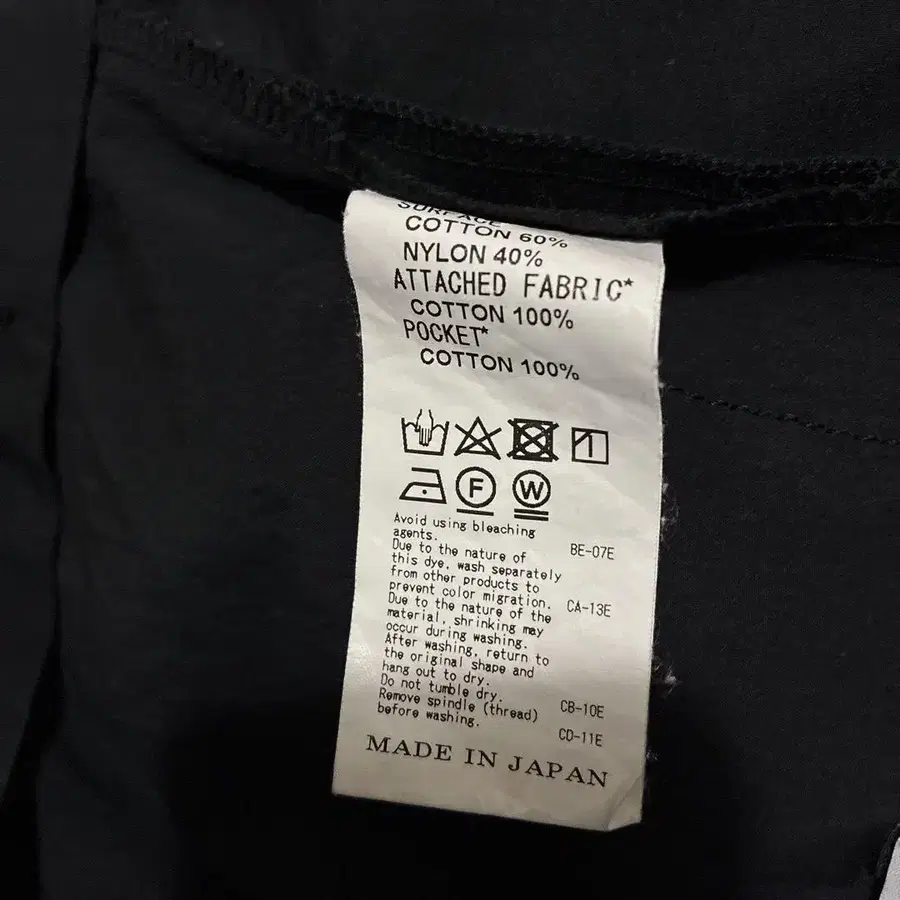 SURFACE
COTTON 60%
NYLON 40%
ATTACHED FABRIC*
COTTON 100%
POCKET*
COTTON 100%
F W
Avoid using bleaching
agents.
BE-07E
Due to the nature of
this dye, wash separately
from other products to
prevent color migration.
CA-13E
Due to the nature of the
material, shrinking may
occur during washing.
After washing, return to
the original shape and
hang out to dry.
Do not tumble dry.
CB-10E
Remove spindle (thread)
before washing.
CD-11E
MADE IN JAPAN